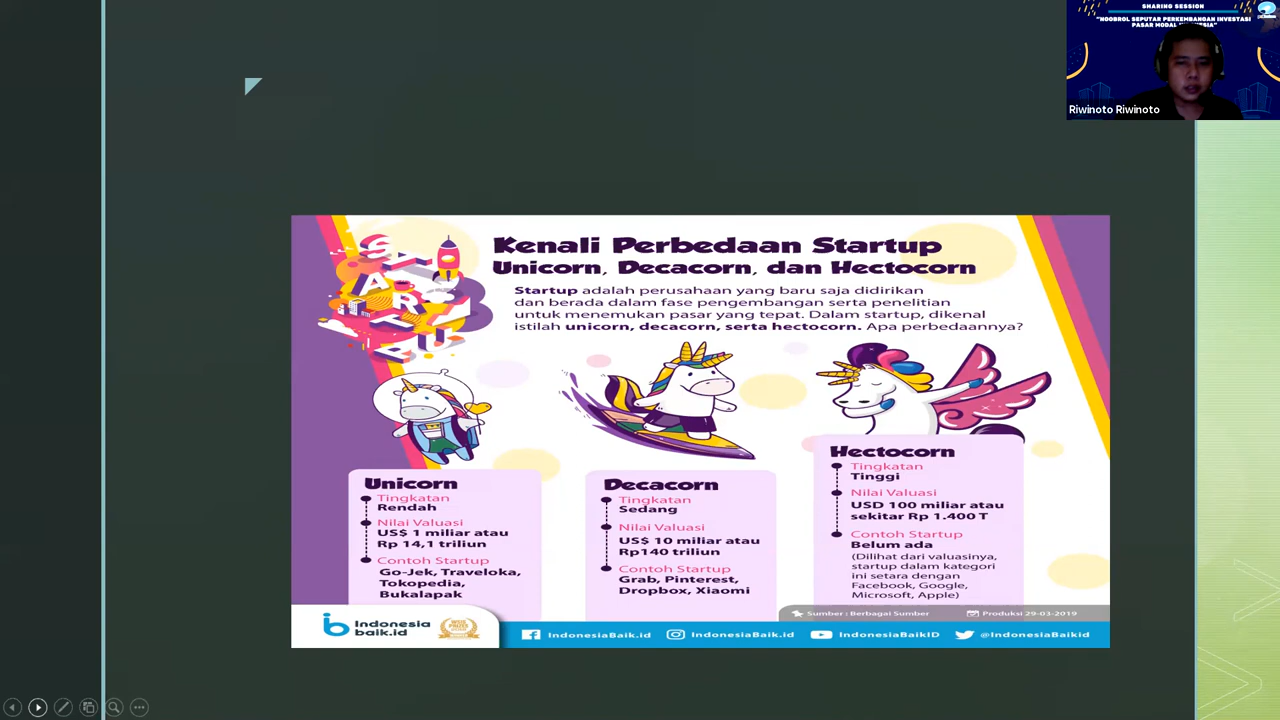 SHARING SESSION
"NGOBROL SEPUTAR PERKEMBANGAN INVESTASI
PASAR MODAL INDONESIA"
Riwinoto Riwinoto
START
UP
Kenali Perbedaan Startup
Unicorn, Decacorn, dan Hectocorn
Startup adalah perusahaan yang baru saja didirikan
dan berada dalam fase pengembangan serta penelitian
untuk menemukan pasar yang tepat. Dalam startup, dikenal
istilah unicorn, decacorn, serta hectocorn. Apa perbedaannya?
Unicorn
Tingkatan
Rendah
Nilai Valuasi
US$ 1 miliar atau
Rp 14,1 triliun
Contoh Startup
Go-Jek, Traveloka,
Tokopedia,
Bukalapak
Decacorn
Tingkatan
Sedang
Nilai Valuasi
US$ 10 miliar atau
Rp140 triliun
Contoh Startup
Grab, Pinterest,
Dropbox, Xiaomi
Hectocorn
Tingkatan
Tinggi
Nilai Valuasi
USD 100 miliar atau
sekitar Rp 1.400 T
Contoh Startup
Belum ada
(Dilihat dari valuasinya,
startup dalam kategori
ini setara dengan
Facebook, Google,
Microsoft, Apple)
Sumber : Berbagai Sumber
Produksi 29-03-2019
Indonesia
baik.id
IndonesiaBaik.id
IndonesiaBaik.id
IndonesiaBaikID
@IndonesiaBaikid